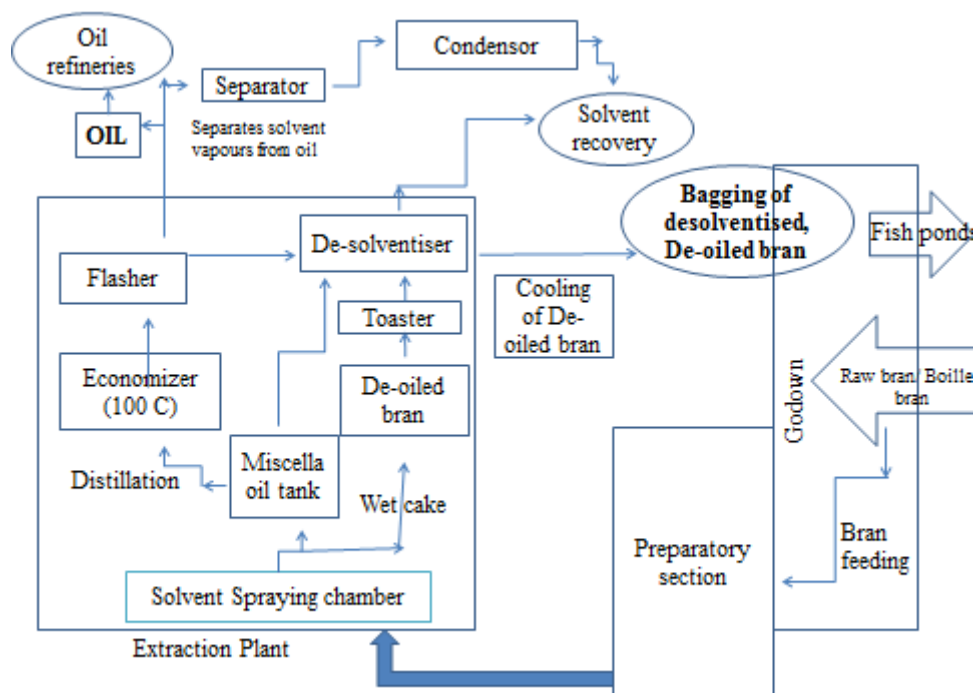 Oil
refineries
Condensor
Separator
OIL
Separates solvent
vapours from oil
Solvent
recovery
Bagging of
desolventised,
De-oiled bran
Fish ponds
De-solventiser
Flasher
Cooling
of De-
oiled bran
Toaster
Economizer
(100 C)
De-oiled
bran
Raw bran/ Boille
bran
Godown
Distillation
Miscella
oil tank
Wet cake
Preparatory
section
Bran
feeding
Solvent Spraying chamber
Extraction Plant